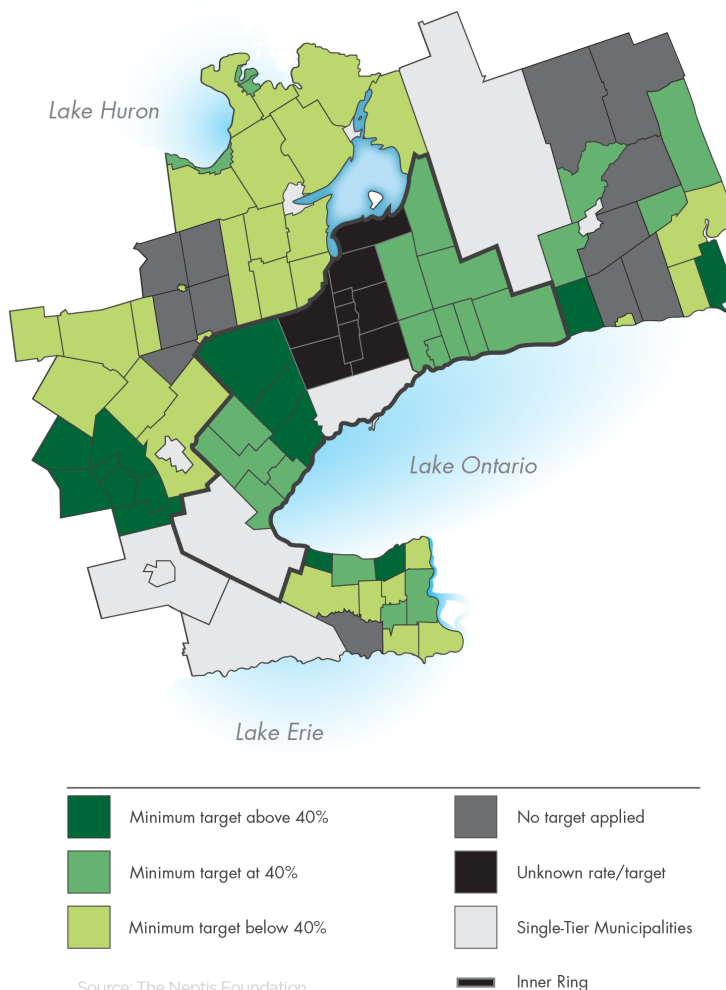 Lake Huron
Lake Ontario
Lake Erie
Minimum target above 40%
Minimum target at 40%
Minimum target below 40%
No target applied
Unknown rate/target
Single-Tier Municipalities
Inner Ring
Source: The Neptis Foundation